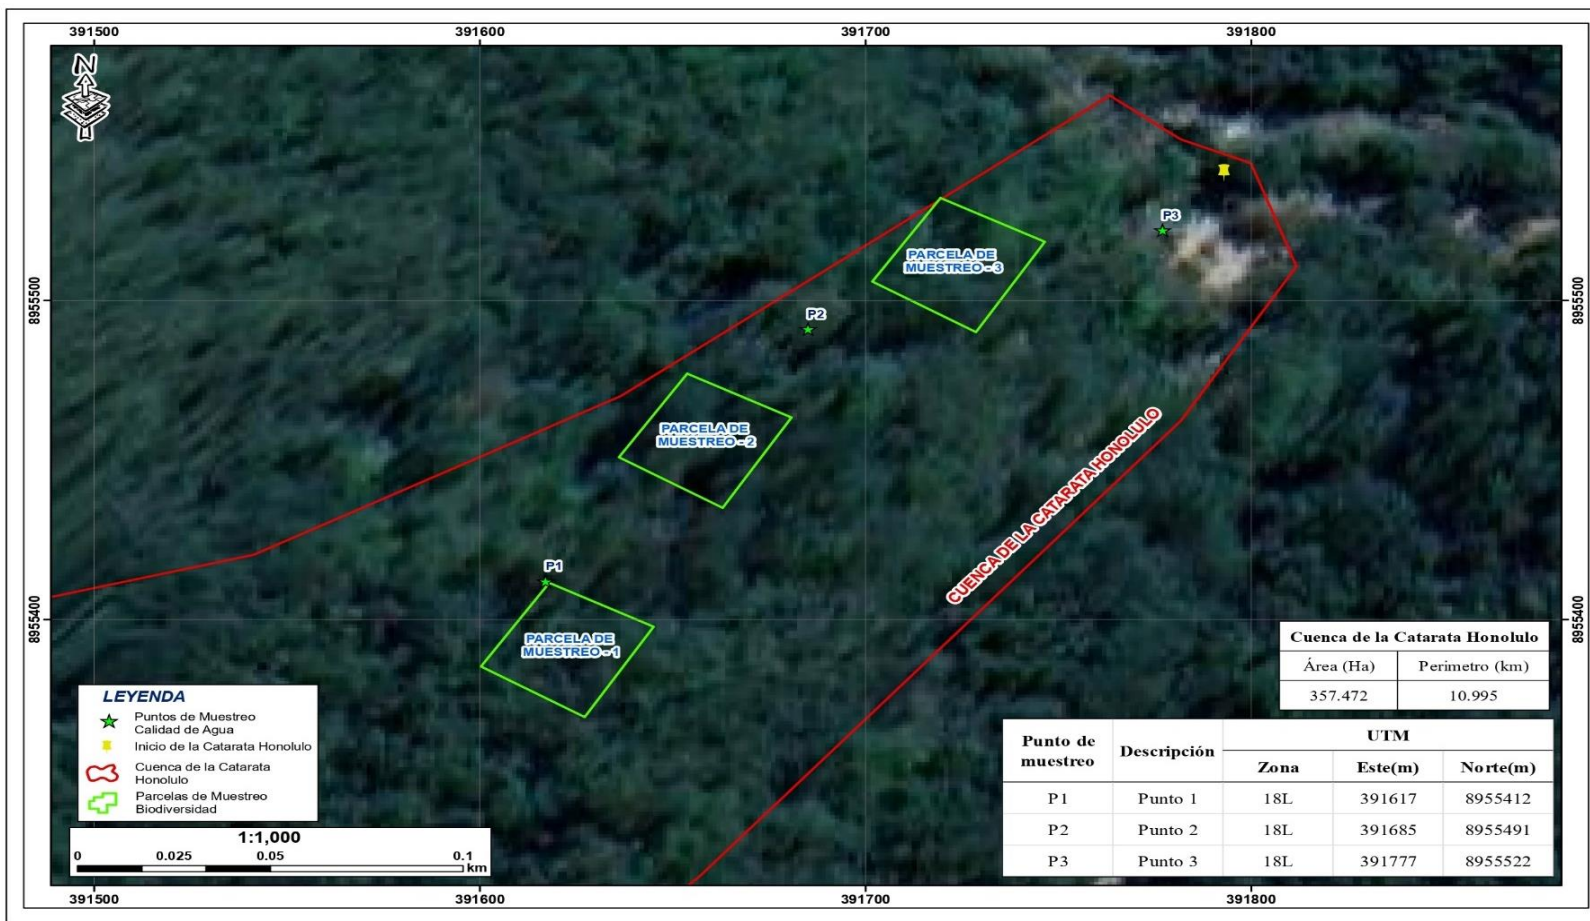 391500 391600 391700 391800
N
P3
PARCELA DE
MUESTREO - 3
8955500 8955500
P2
PARCELA DE
MUESTREO - 2
CUENCA DE LA CATARATA HONOLULO
P1
8955400 8955400
PARCELA DE
MUESTREO - 1
Cuenca de la Catarata Honolulo
Área (Ha) Perimetro (km)
357.472 10.995
LEYENDA
Puntos de Muestreo
Calidad de Agua
Inicio de la Catarata Honolulo
Cuenca de la Catarata
Honolulo
Parcelas de Muestreo
Biodiversidad
1:1,000
0 0.025 0.05 0.1
km
Punto de
muestreo Descripción UTM
Zona Este(m) Norte(m)
P1 Punto 1 18L 391617 8955412
P2 Punto 2 18L 391685 8955491
P3 Punto 3 18L 391777 8955522
391500 391600 391700 391800